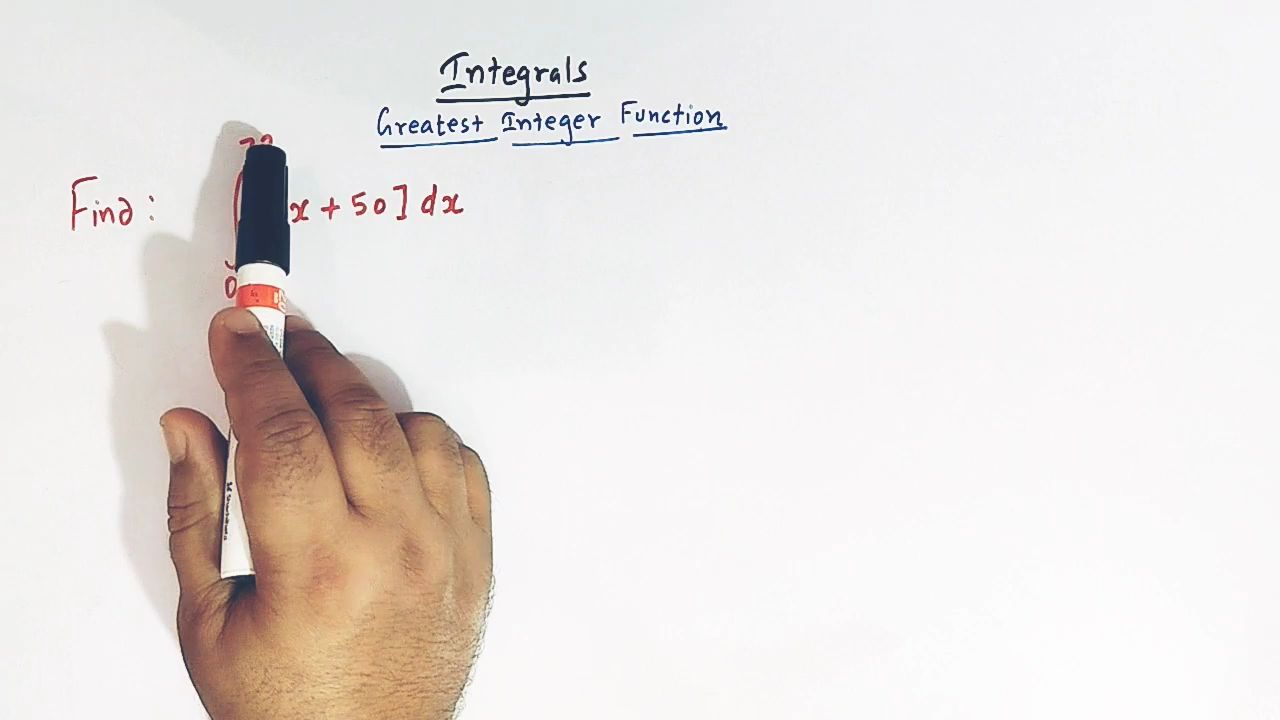 Integrals
Greatest Integer Function
Find: x + 50] dx
0